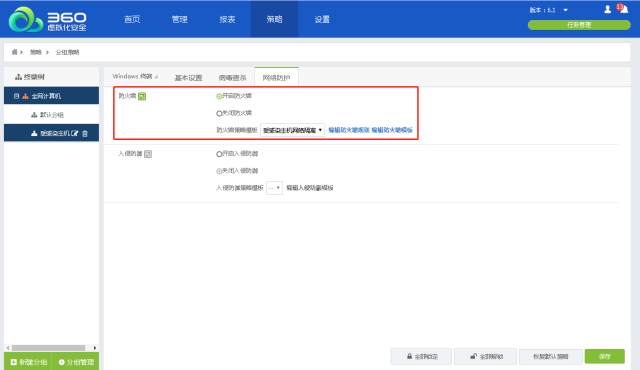 360
虚拟化安全
首页
管理
报表
策略
设置
版本：6.1
13
任务管理
策略
分组策略
终端树
全网计算机
默认分组
受感染主机
Windows 终端
基本设置
病毒查杀
网络防护
防火墙
开启防火墙
关闭防火墙
防火墙策略模板 受感染主机网络隔离 编辑防火墙规则 编辑防火墙模板
入侵防御
开启入侵防御
关闭入侵防御
入侵防御策略模板 -- 编辑入侵防御模板
新建分组
分组管理
全部锁定
全部解锁
恢复默认策略
保存